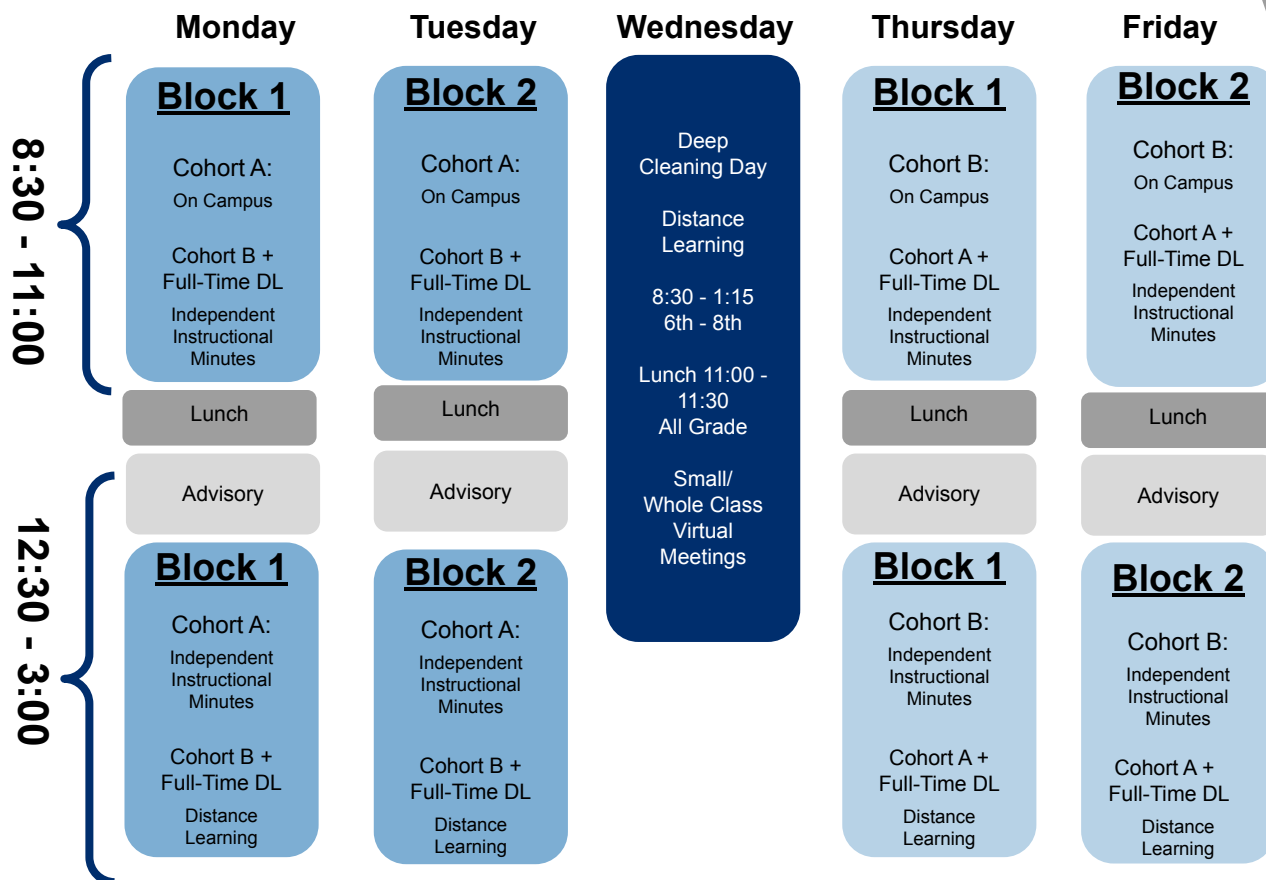 Monday
Tuesday
Wednesday
Thursday
Friday
8:30 - 11:00
Block 1
Cohort A:
On Campus
Cohort B +
Full-Time DL
Independent
Instructional
Minutes
Block 2
Cohort A:
On Campus
Cohort B +
Full-Time DL
Independent
Instructional
Minutes
Deep
Cleaning Day
Distance
Learning
8:30 - 1:15
6th - 8th
Lunch 11:00 -
11:30
All Grade
Small/
Whole Class
Virtual
Meetings
Block 1
Cohort B:
On Campus
Cohort A +
Full-Time DL
Independent
Instructional
Minutes
Block 2
Cohort B:
On Campus
Cohort A +
Full-Time DL
Independent
Instructional
Minutes
Lunch
Lunch
Lunch
Lunch
Advisory
Advisory
Advisory
Advisory
12:30 - 3:00
Block 1
Cohort A:
Independent
Instructional
Minutes
Cohort B +
Full-Time DL
Distance
Learning
Block 2
Cohort A:
Independent
Instructional
Minutes
Cohort B +
Full-Time DL
Distance
Learning
Block 1
Cohort B:
Independent
Instructional
Minutes
Cohort A +
Full-Time DL
Distance
Learning
Block 2
Cohort B:
Independent
Instructional
Minutes
Cohort A +
Full-Time DL
Distance
Learning